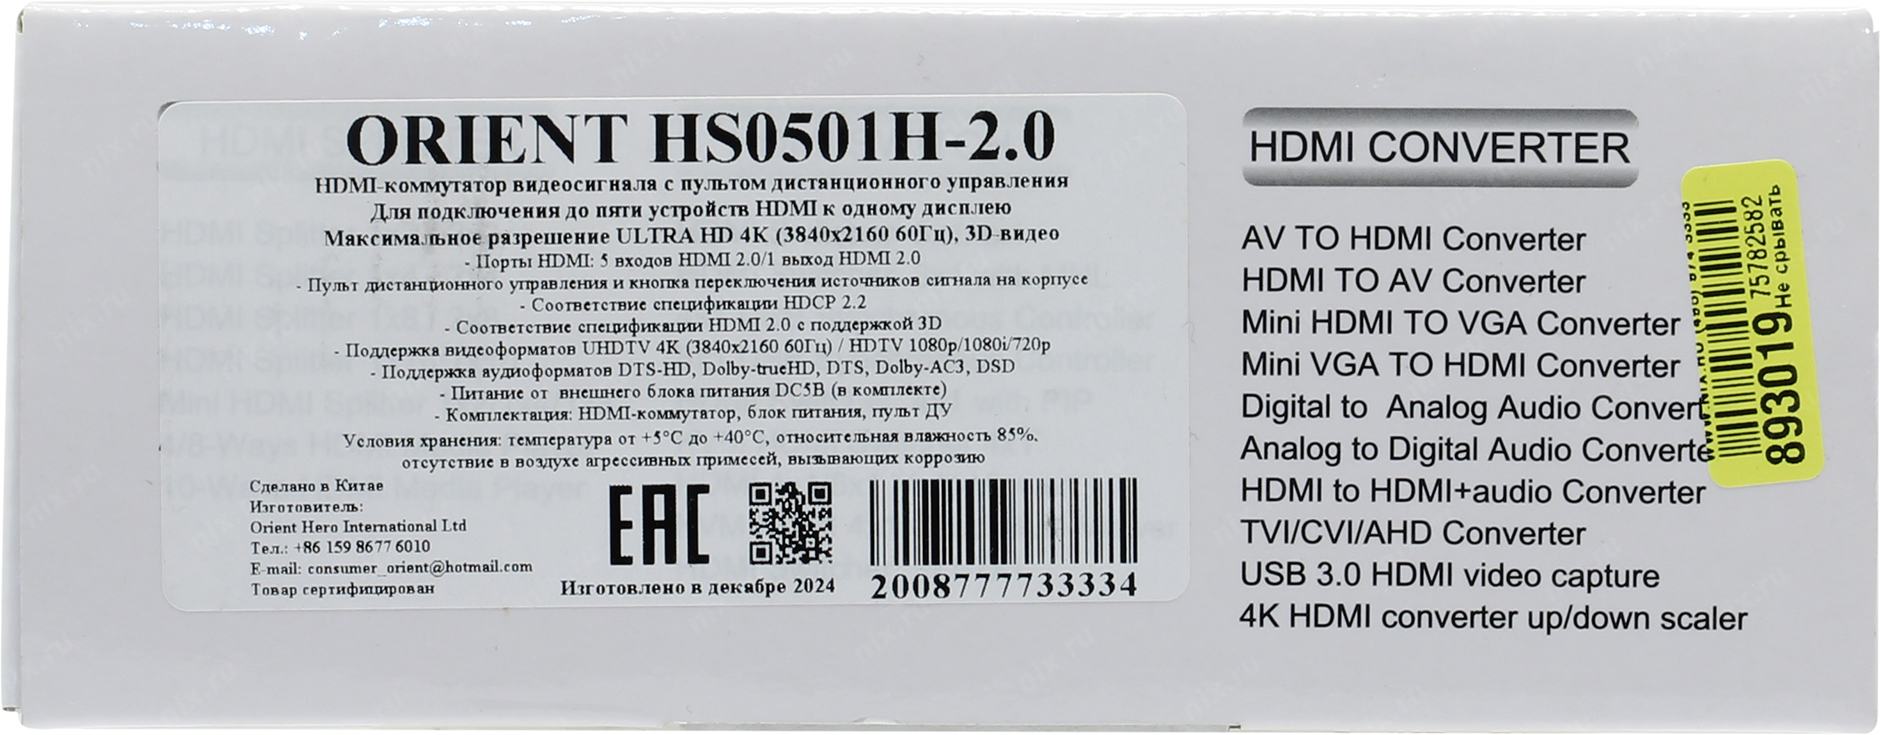 ORIENT HS0501H-2.0
HDMI-коммутатор видеосигнала с пультом дистанционного управления
Для подключения до пяти устройств HDMI к одному дисплею
Максимальное разрешение ULTRA HD 4K (3840x2160 60Гц), 3D-видео
- Порты HDMI: 5 входов HDMI 2.0/1 выход HDMI 2.0
- Пульт дистанционного управления и кнопка переключения источников сигнала на корпусе
- Соответствие спецификации HDCP 2.2
- Соответствие спецификации HDMI 2.0 с поддержкой 3D
- Поддержка видеоформатов UHDTV 4K (3840x2160 60Гц) / HDTV 1080p/1080i/720p
- Поддержка аудиоформатов DTS-HD, Dolby-trueHD, DTS, Dolby-AC3, DSD
- Питание от внешнего блока питания DC5В (в комплекте)
- Комплектация: HDMI-коммутатор, блок питания, пульт ДУ
Условия хранения: температура от +5°C до +40°C, относительная влажность 85%.
отсутствие в воздухе агрессивных примесей, вызывающих коррозию
Сделано в Китае
Изготовитель:
Orient Hero International Ltd
Тел.: +86 159 8677 6010
E-mail: consumer_orient@hotmail.com
Товар сертифицирован
EAC
Изготовлено в декабре 2024
2008777733334
HDMI CONVERTER
AV TO HDMI Converter
HDMI TO AV Converter
Mini HDMI TO VGA Converter
Mini VGA TO HDMI Converter
Digital to Analog Audio Convert
Analog to Digital Audio Converte
HDMI to HDMI+audio Converter
TVI/CVI/AHD Converter
USB 3.0 HDMI video capture
4K HDMI converter up/down scaler
75782582
893019
Не срывать